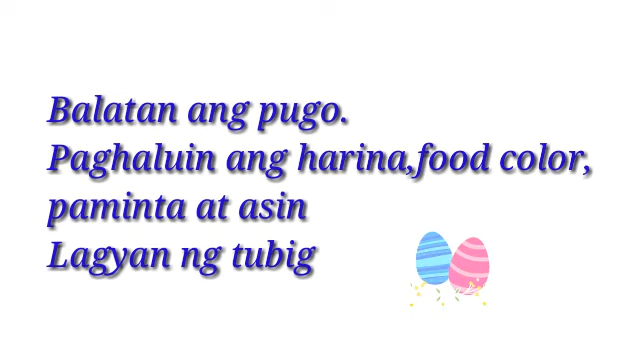 Balatan ang pugo.
Paghaluin ang harina,food color,
paminta at asin
Lagyan ng tubig